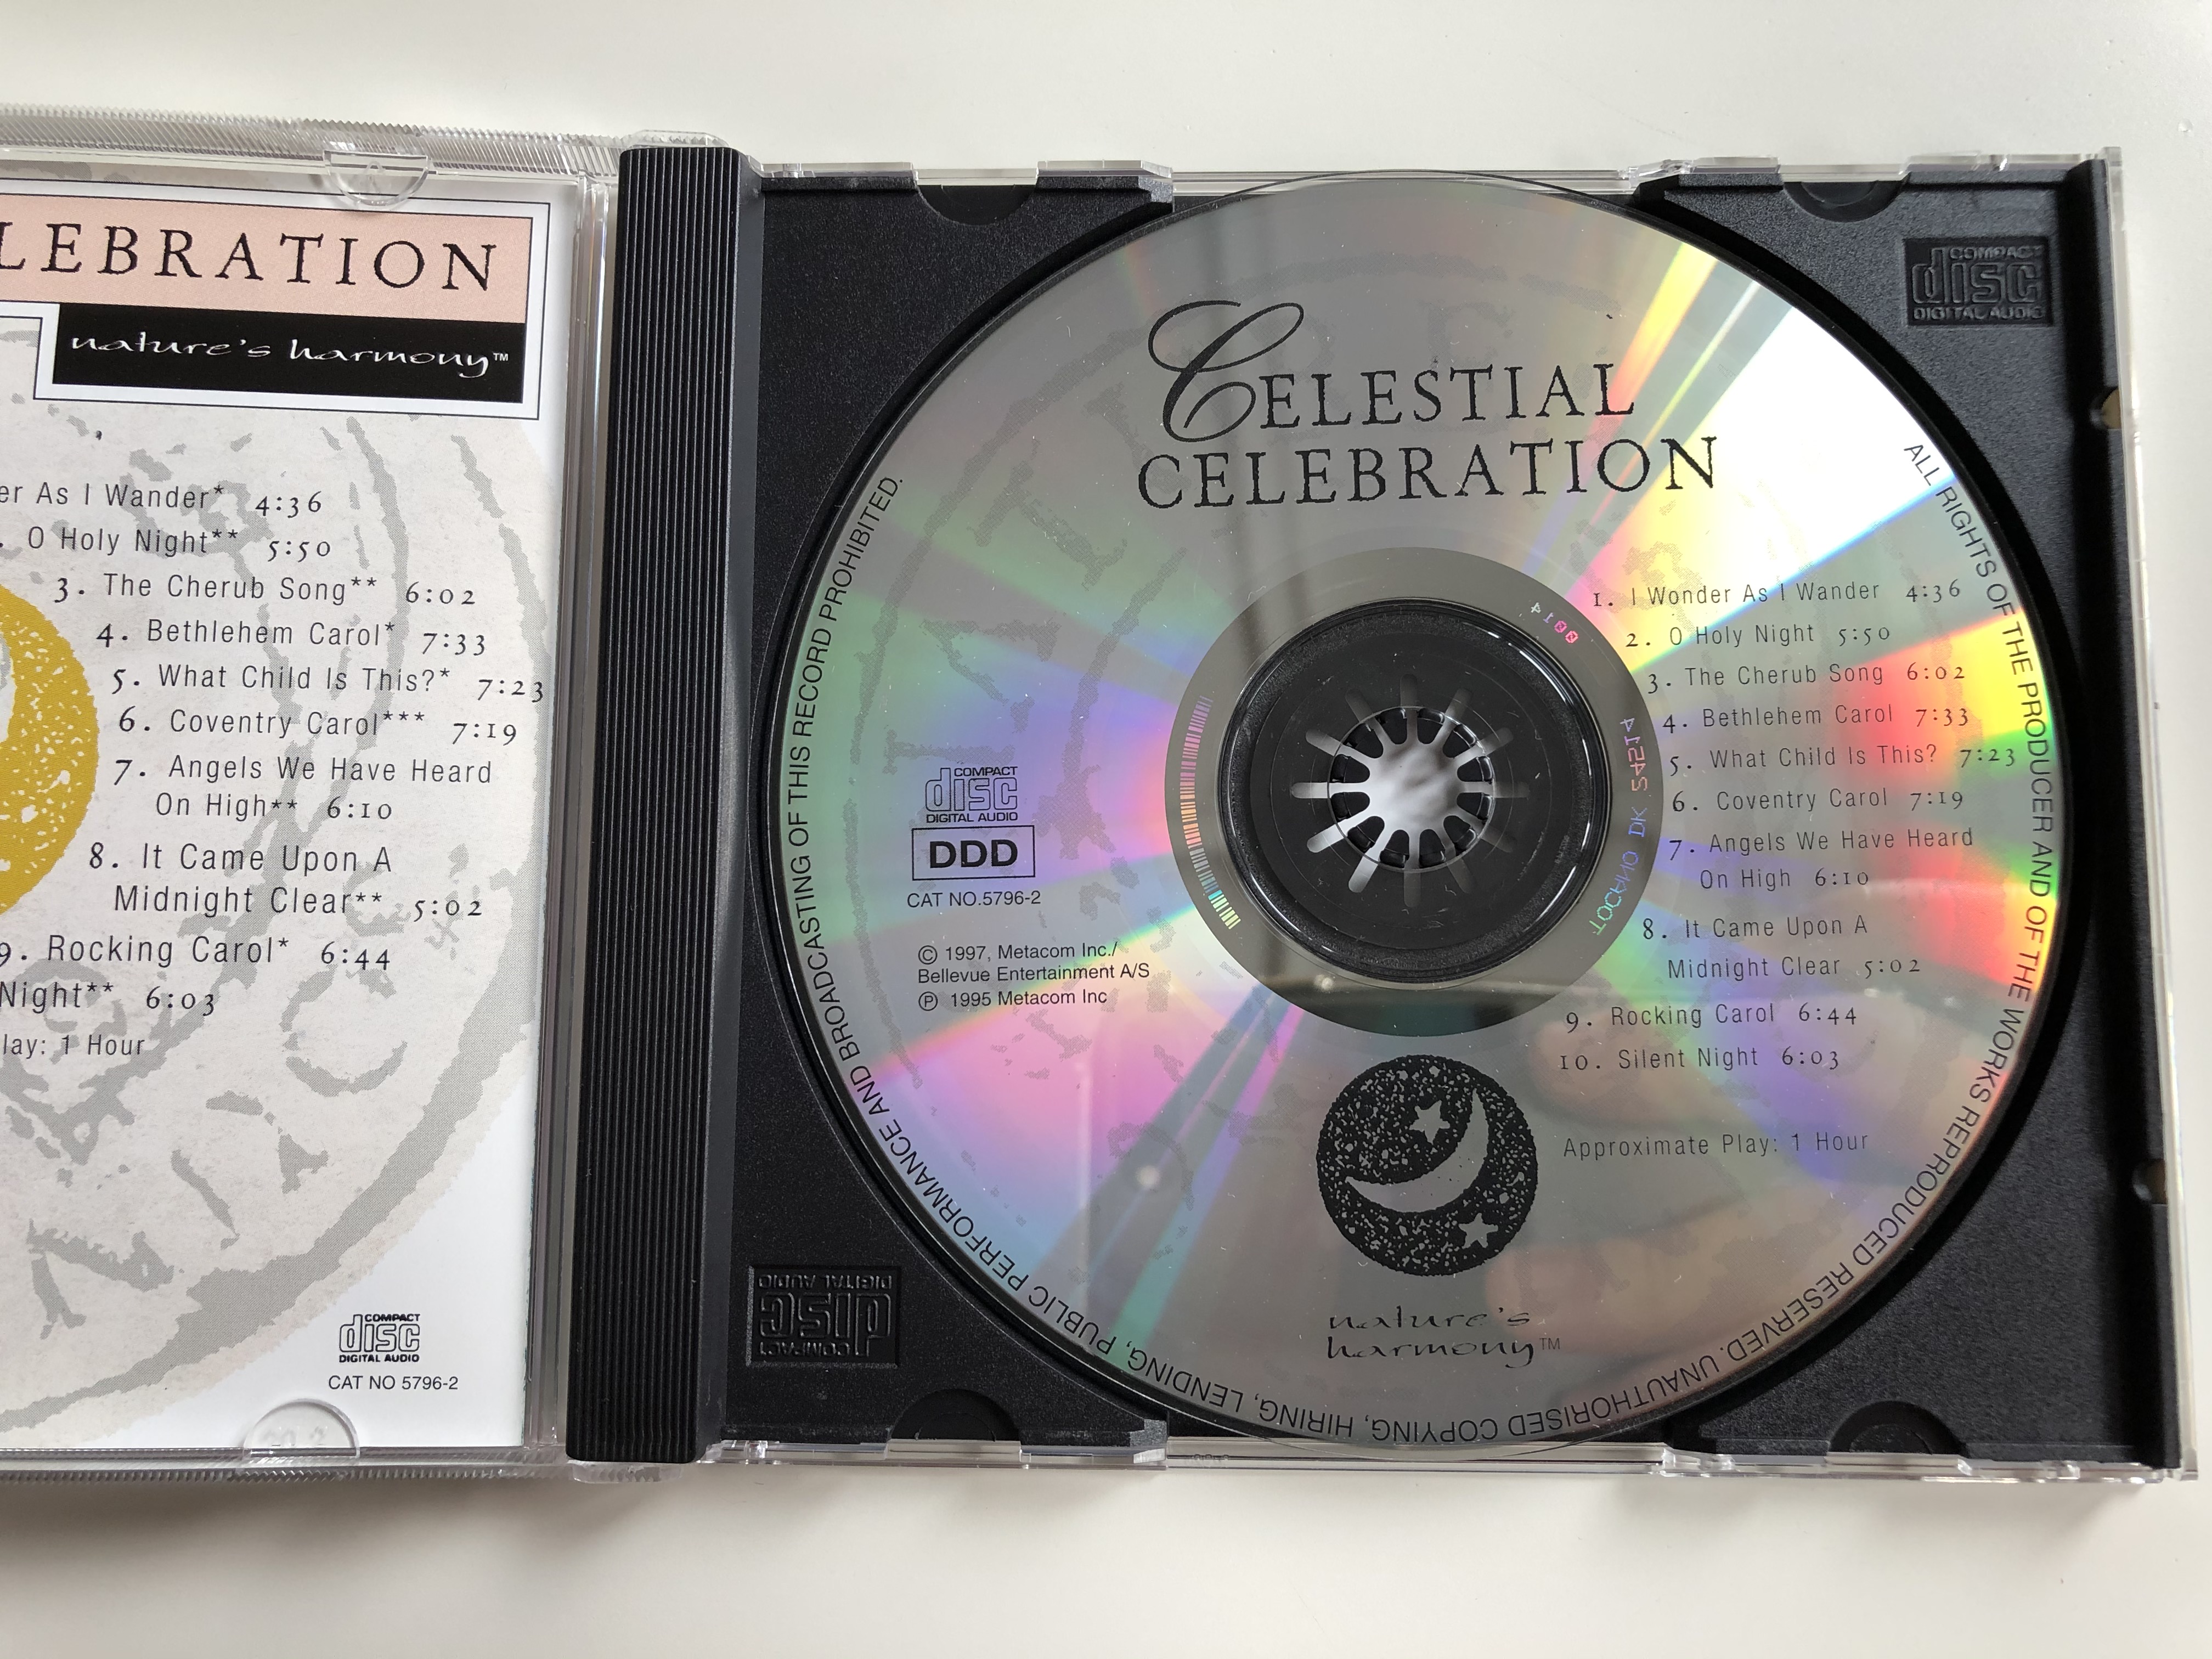 LEBRATION
nature's harmony™
er As I Wander* 4:36
. O Holy Night** 5:50
3. The Cherub Song** 6:02
4. Bethlehem Carol* 7:33
5. What Child Is This?* 7:23
6. Coventry Carol*** 7:19
7. Angels We Have Heard
On High** 6:10
8. It Came Upon A
Midnight Clear** 5:02
9. Rocking Carol* 6:44
Night** 6:03
lay: 1 Hour
COMPACT
disc
DIGITAL AUDIO
CAT NO 5796-2
CELESTIAL
CELEBRATION
1. I Wonder As I Wander 4:36
2. O Holy Night 5:50
3. The Cherub Song 6:02
4. Bethlehem Carol 7:33
5. What Child Is This? 7:23
6. Coventry Carol 7:19
7. Angels We Have Heard
On High 6:10
8. It Came Upon A
Midnight Clear 5:02
9. Rocking Carol 6:44
10. Silent Night 6:03
Approximate Play: 1 Hour
COMPACT
disc
DIGITAL AUDIO
DDD
CAT NO.5796-2
© 1997, Metacom Inc./
Bellevue Entertainment A/S
℗ 1995 Metacom Inc
nature's
harmony™
ALL RIGHTS OF THE PRODUCER AND OF THE WORKS REPRODUCED RESERVED. UNAUTHORISED COPYING, HIRING, LENDING, PUBLIC PERFORMANCE AND BROADCASTING OF THIS RECORD PROHIBITED.
COMPACT
disc
DIGITAL AUDIO
COMPACT
disc
DIGITAL AUDIO